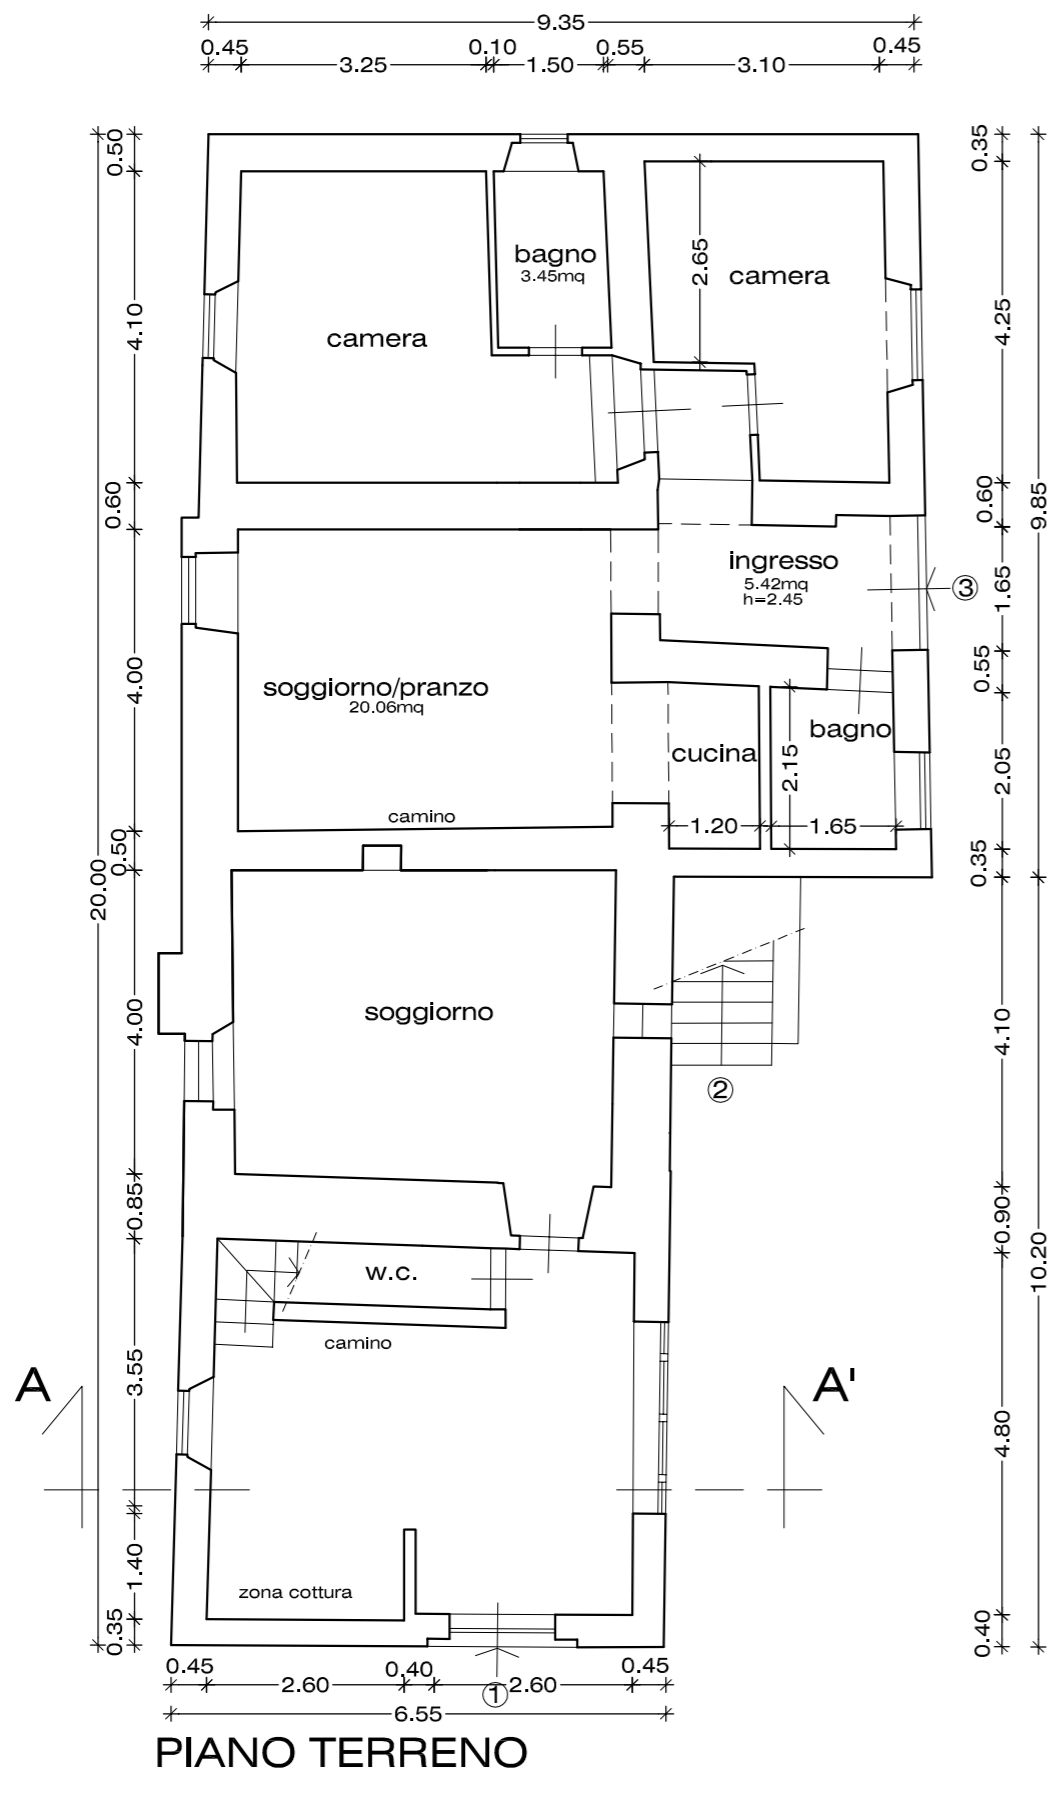 9.35
0.45 0.10 0.55 0.45
3.25 1.50 3.10
0.50
0.35
bagno
3.45mq
2.65
camera
camera
4.10
4.25
0.60
0.60
9.85
ingresso
5.42mq
h=2.45
3
1.65
0.55
4.00
soggiorno/pranzo
20.06mq
bagno
cucina
2.15
2.05
camino
1.20
1.65
0.50
0.35
20.00
soggiorno
4.00
4.10
2
0.85
0.90
w.c.
10.20
camino
3.55
A
A'
4.80
1.40
zona cottura
0.35
0.40
0.45 0.40 0.45
2.60 1 2.60
6.55
PIANO TERRENO